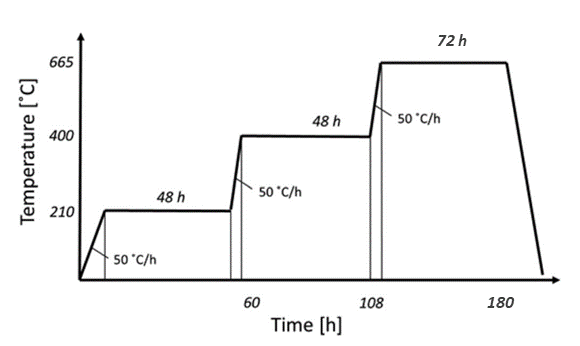 72 h
665
50 ˚C/h
48 h
400
50 ˚C/h
48 h
210
50 ˚C/h
Temperature [˚C]
60 108 180
Time [h]